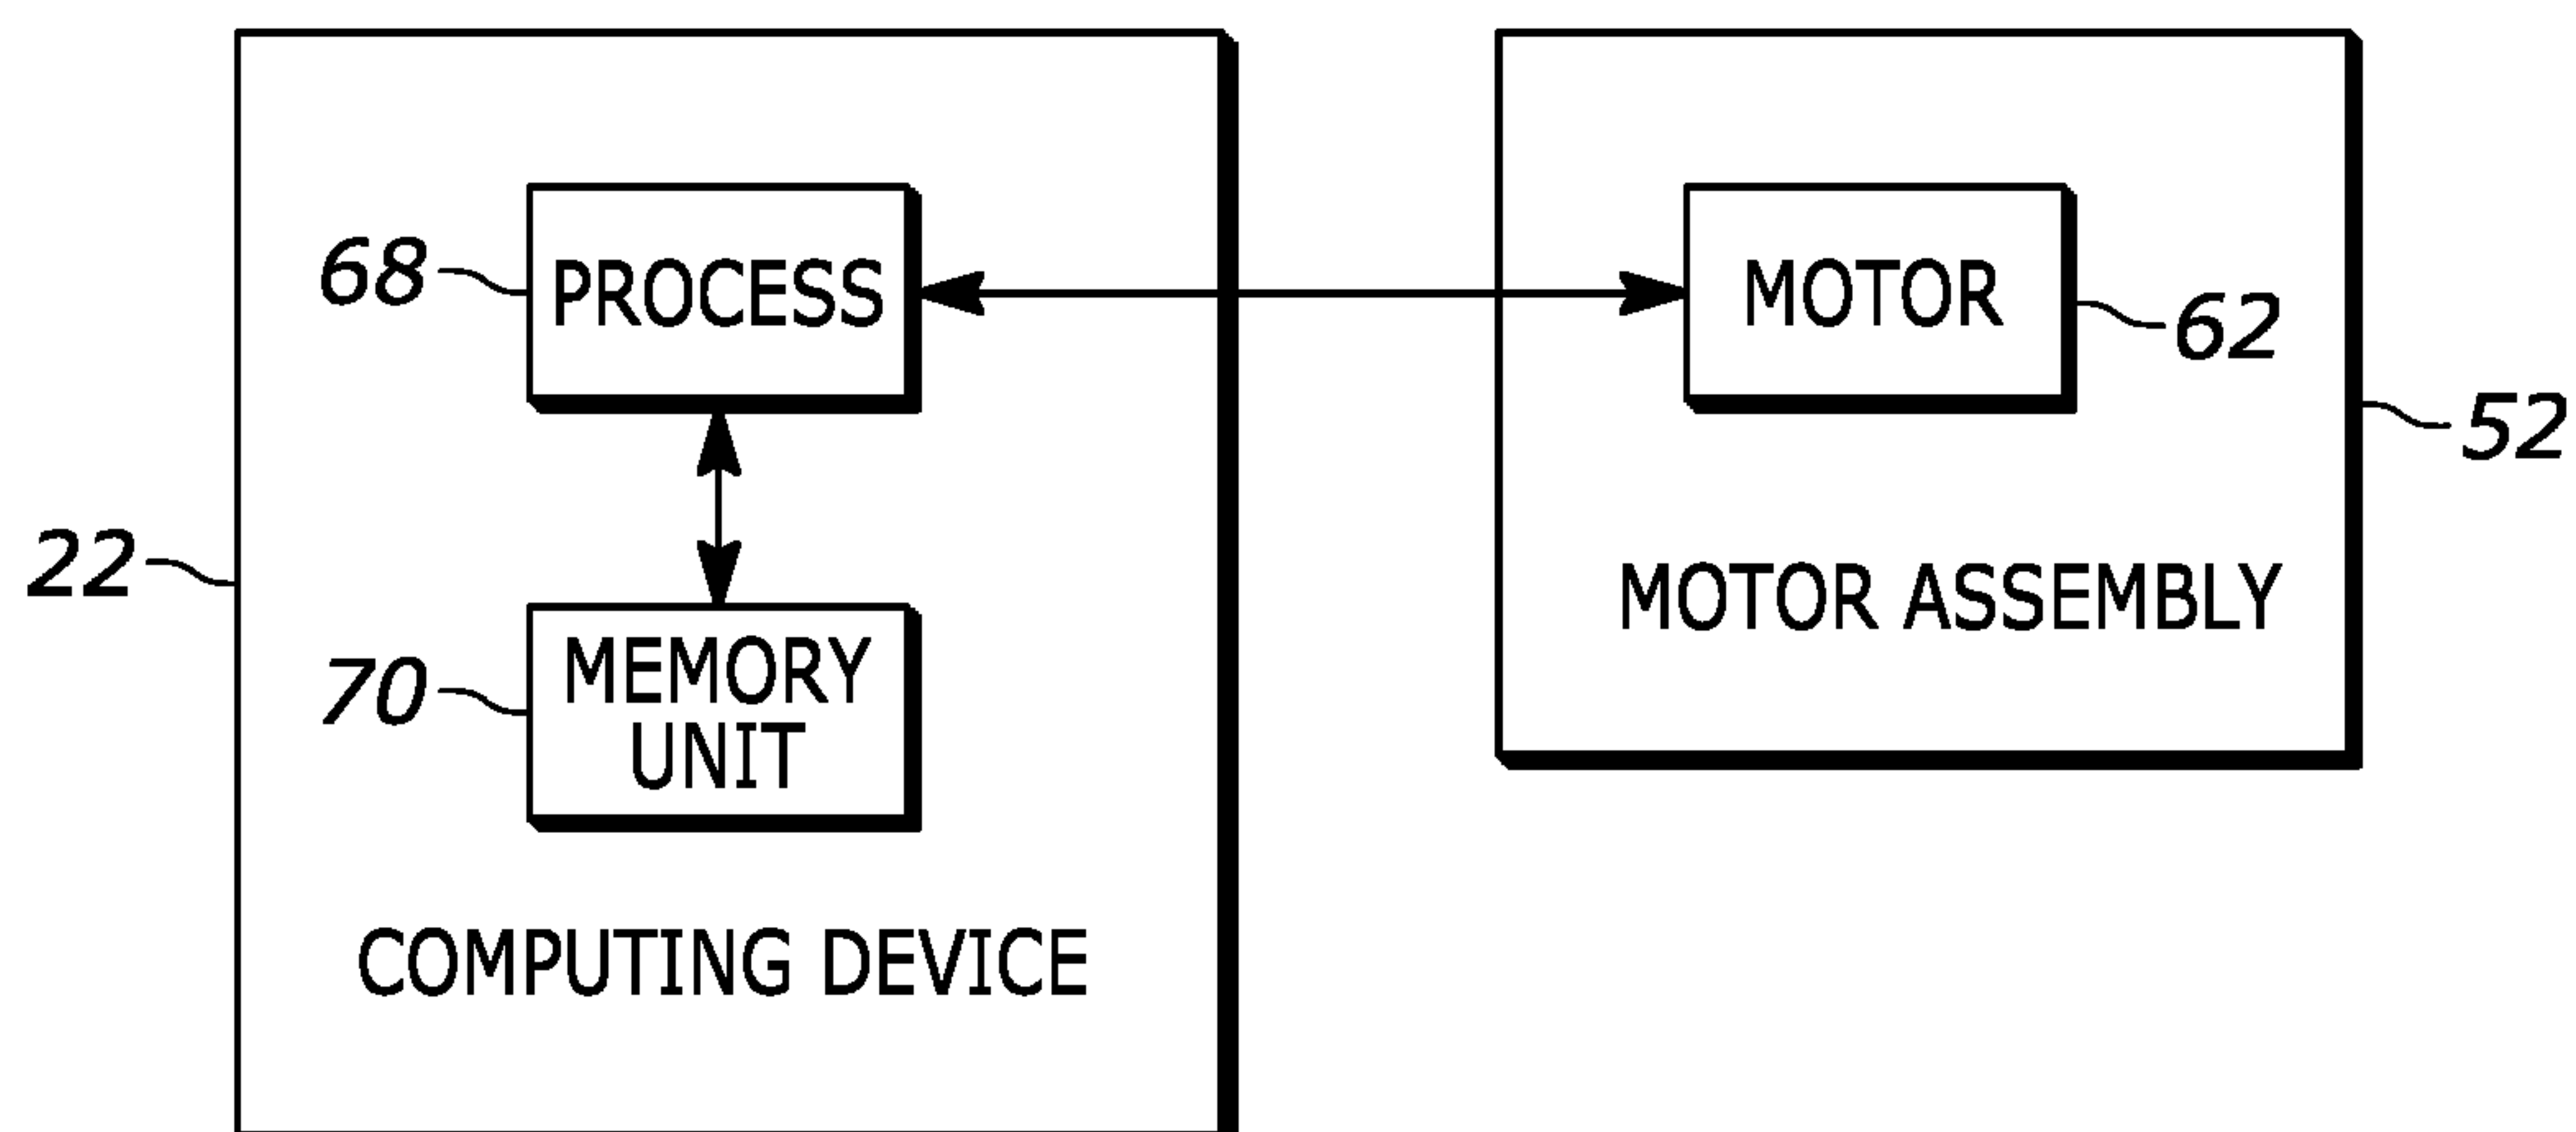 68
PROCESS
MOTOR
62
52
22
70
MEMORY
UNIT
MOTOR ASSEMBLY
COMPUTING DEVICE